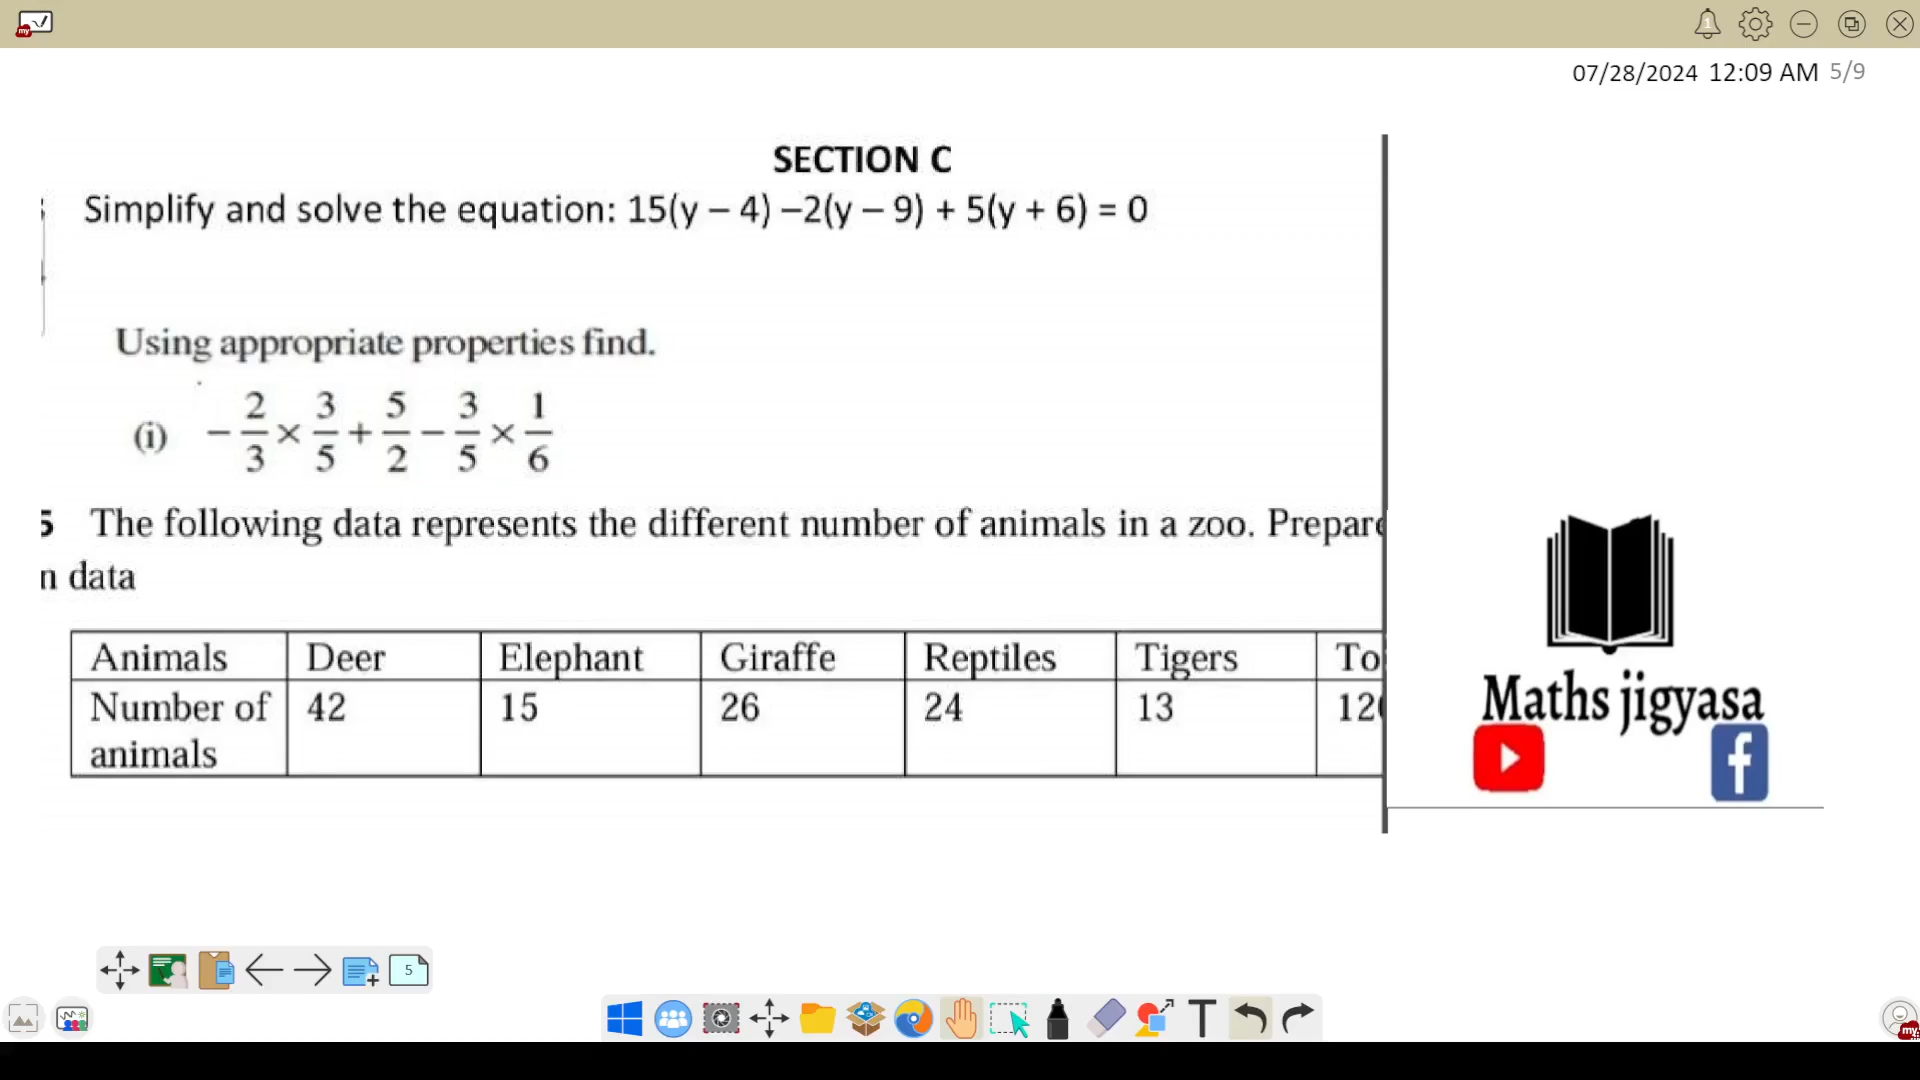 07/28/2024 12:09 AM 5/9
SECTION C
Simplify and solve the equation: 15(y – 4) –2(y – 9) + 5(y + 6) = 0
Using appropriate properties find.
(i) −2/3 × 3/5 + 5/2 − 3/5 × 1/6
5 The following data represents the different number of animals in a zoo. Prepare
n data
Animals Deer Elephant Giraffe Reptiles Tigers To
Number of animals 42 15 26 24 13 12
Maths jigyasa
5